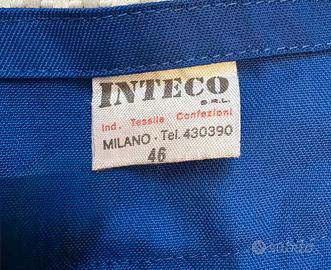 INTECO
S.R.L.
Ind. Tessile Confezioni
MILANO - Tel. 430390
46
subito